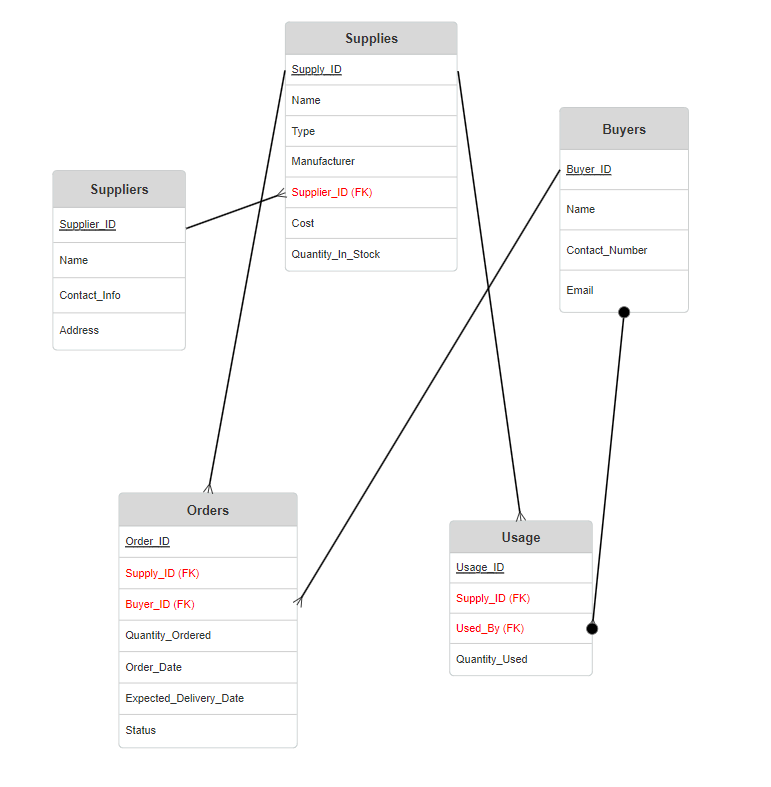 Supplies
Supply_ID
Name
Type
Manufacturer
Supplier_ID (FK)
Cost
Quantity_In_Stock
Buyers
Buyer_ID
Name
Contact_Number
Email
Suppliers
Supplier_ID
Name
Contact_Info
Address
Orders
Order_ID
Supply_ID (FK)
Buyer_ID (FK)
Quantity_Ordered
Order_Date
Expected_Delivery_Date
Status
Usage
Usage_ID
Supply_ID (FK)
Used_By (FK)
Quantity_Used